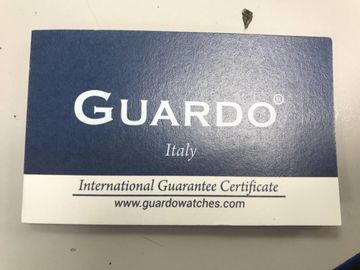 GUARDO®
Italy
International Guarantee Certificate
www.guardowatches.com